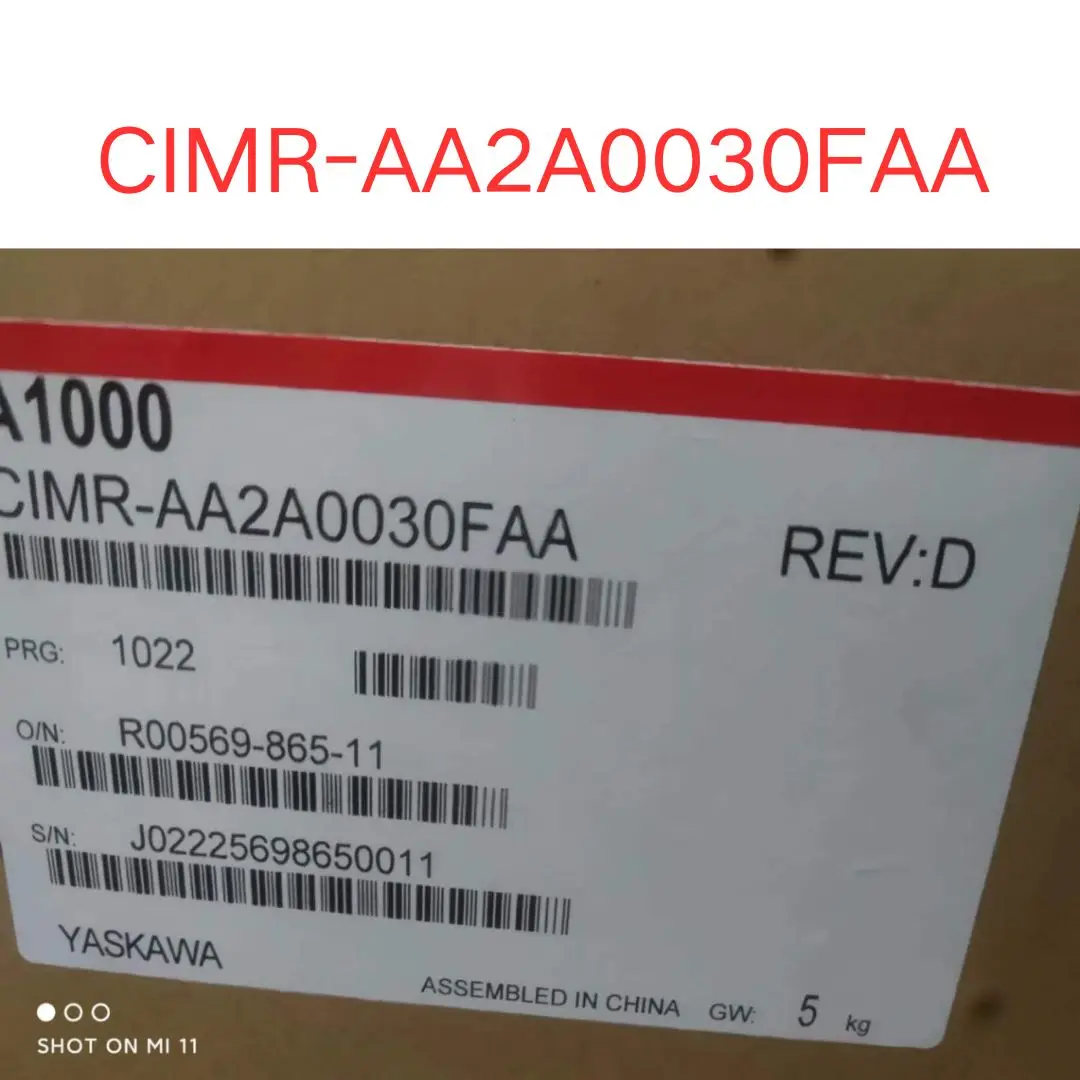 CIMR-AA2A0030FAA
A1000
CIMR-AA2A0030FAA
REV:D
PRG: 1022
O/N: R00569-865-11
S/N: J02225698650011
YASKAWA
ASSEMBLED IN CHINA GW: 5 kg
SHOT ON MI 11